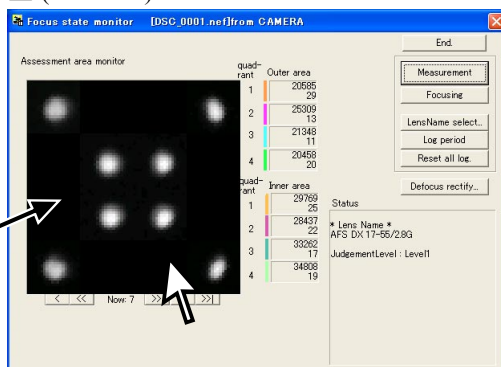 Focus state monitor [DSC_0001.nef]from CAMERA
End.
Assessment area monitor
quad-
rant
Outer area
1 20585
29
2 25309
13
3 21348
11
4 20458
20
quad-
rant
Inner area
1 29769
25
2 28437
22
3 33262
17
4 34808
19
Measurement
Focusing
LensName select..
Log period
Reset all log.
Defocus rectify...
Status
* Lens Name *
AFS DX 17-55/2.8G
JudgementLevel : Level1
< << Now: 7 >> >>|